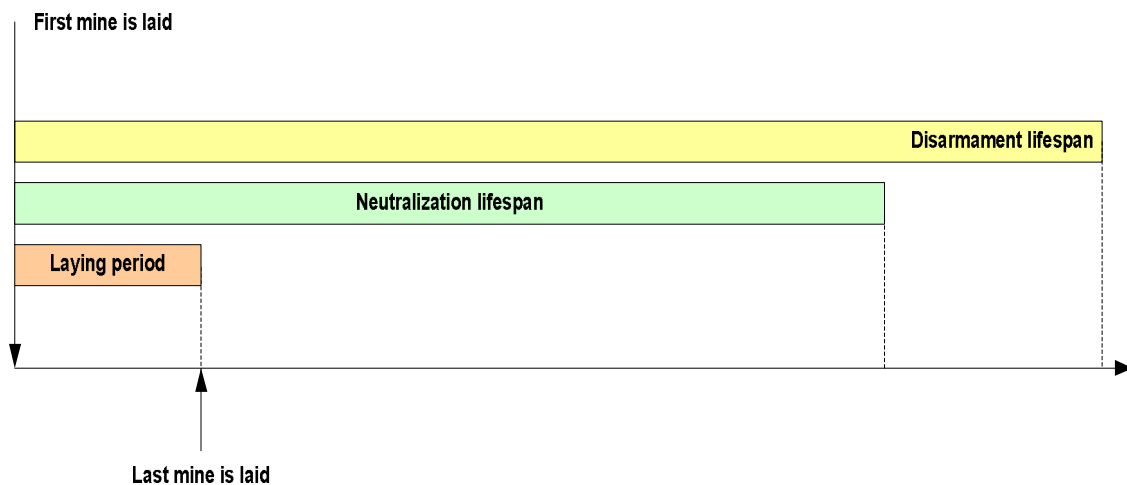 First mine is laid
Disarmament lifespan
Neutralization lifespan
Laying period
Last mine is laid